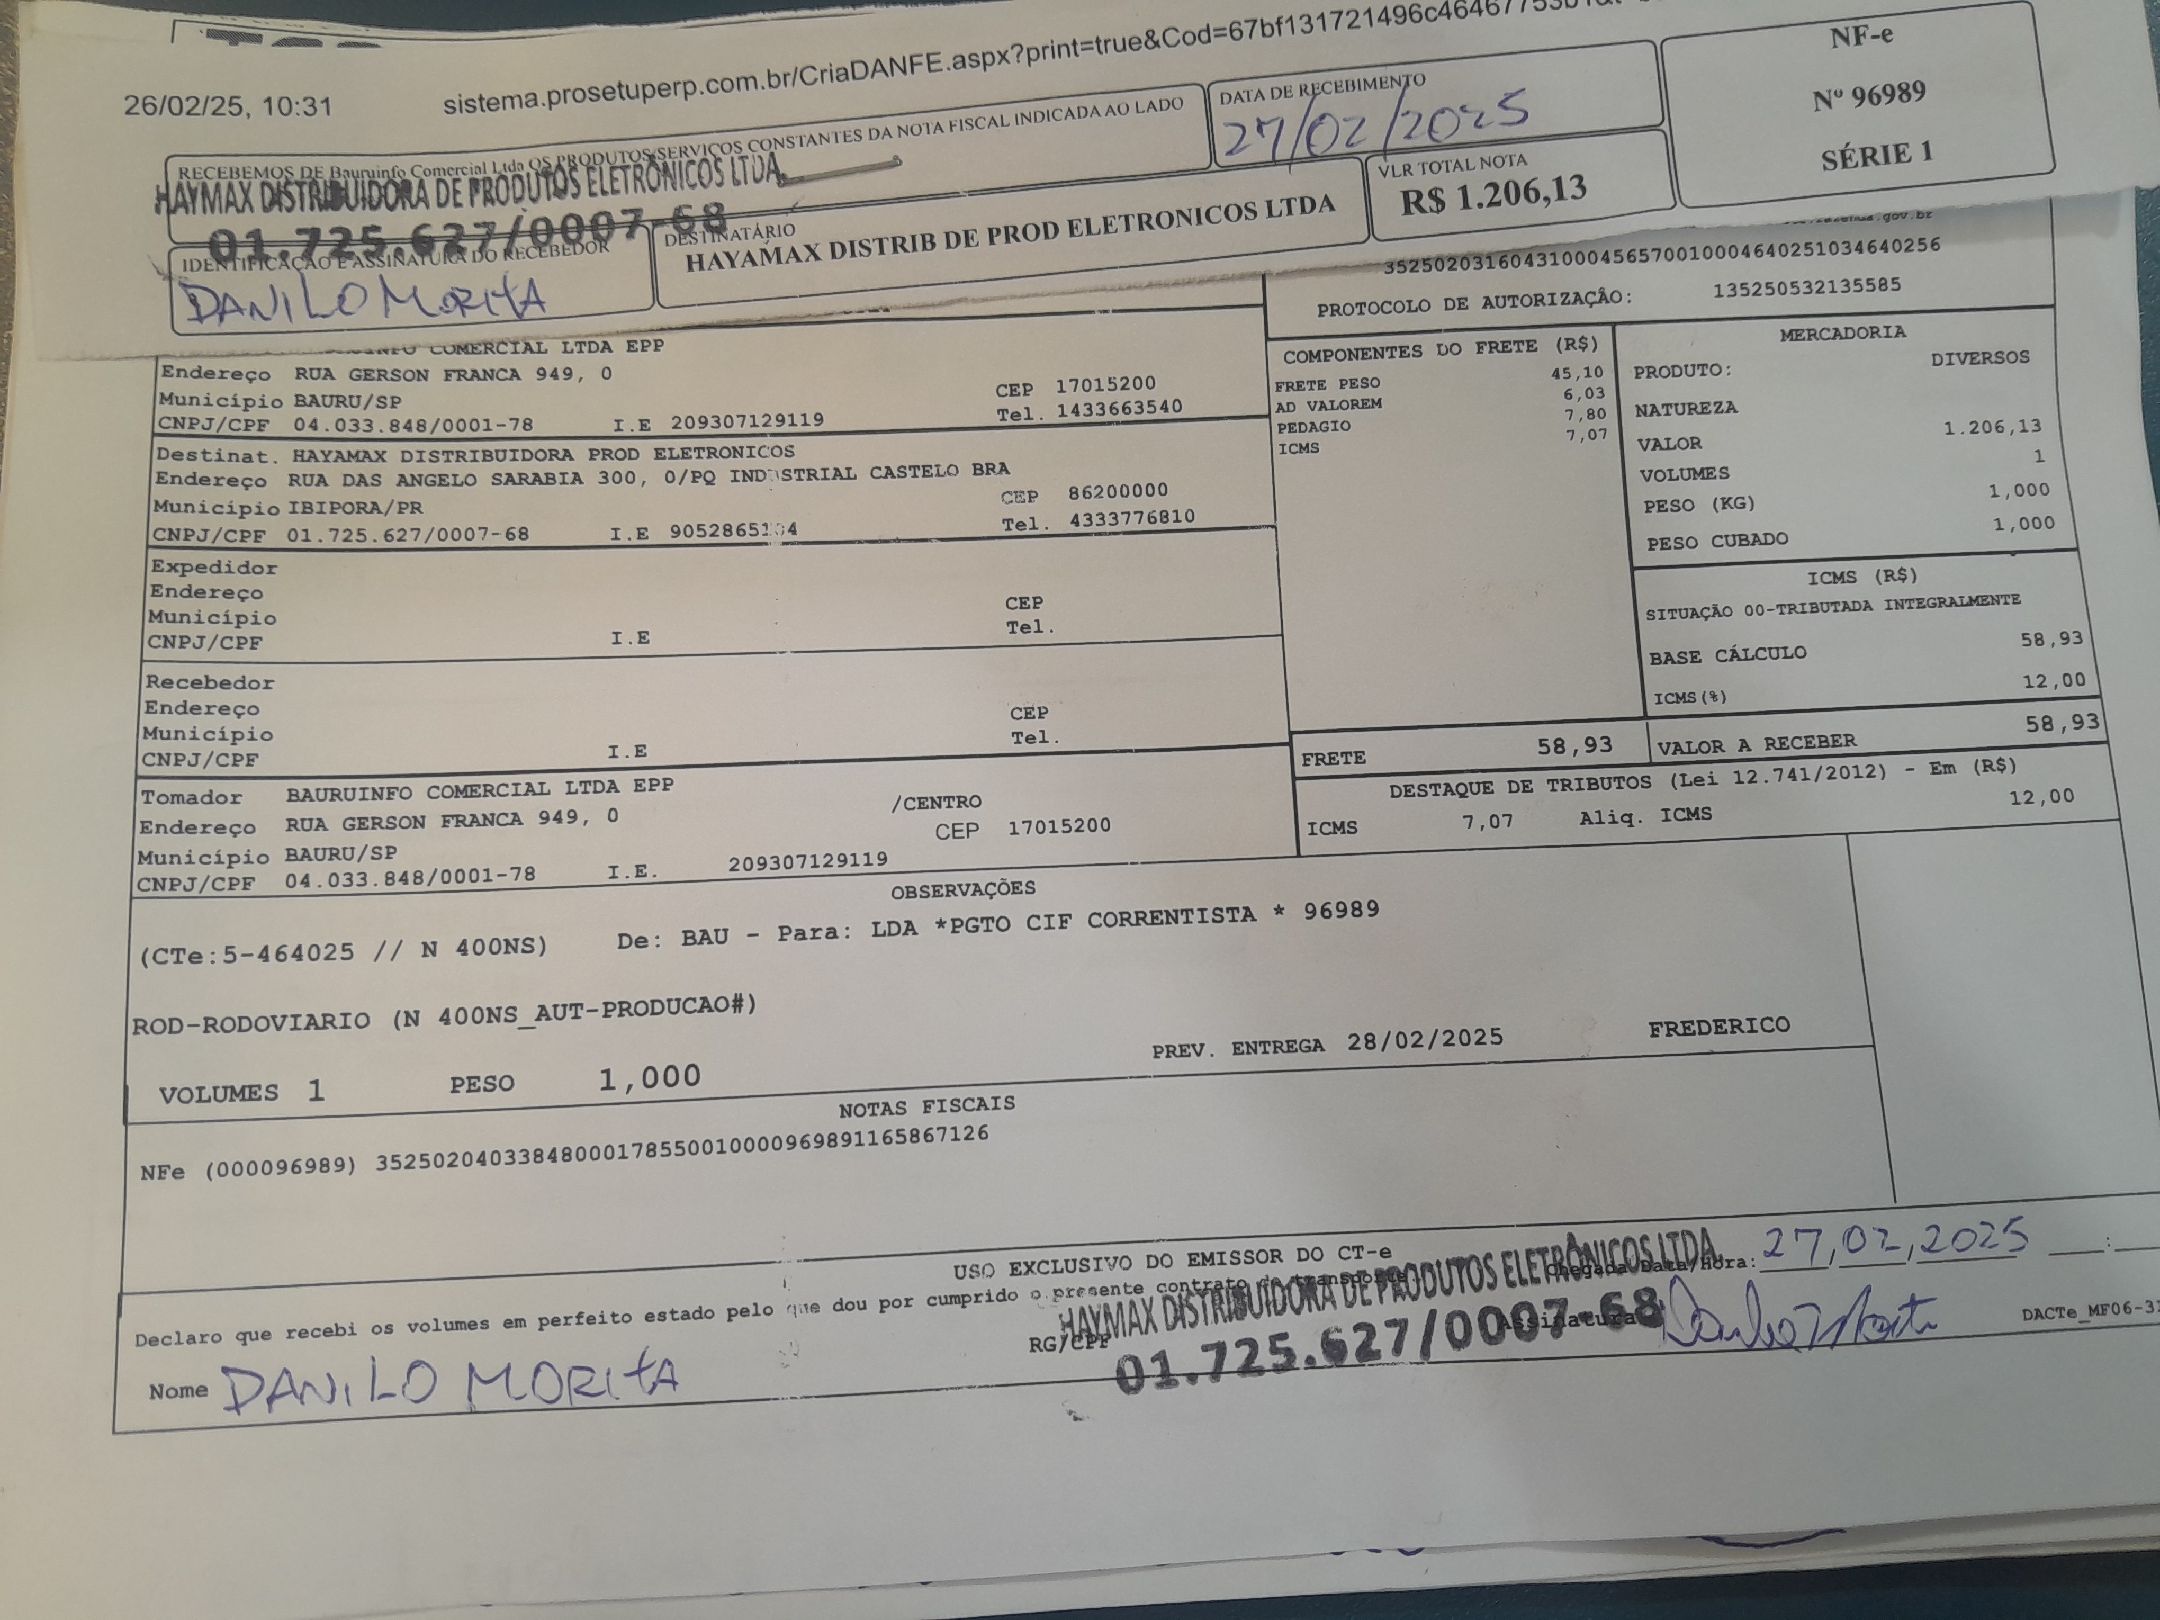 26/02/25, 10:31
sistema.prosetuperp.com.br/CriaDANFE.aspx?print=true&Cod=67bf131721496c46467753b1
RECEBEMOS DE Bauruinfo Comercial Ltda OS PRODUTOS/SERVIÇOS CONSTANTES DA NOTA FISCAL INDICADA AO LADO
HAYMAX DISTRIBUIDORA DE PRODUTOS ELETRÔNICOS LTDA.
01.725.627/0007-68
DATA DE RECEBIMENTO
27/02/2025
NF-e
Nº 96989
SÉRIE 1
IDENTIFICAÇÃO E ASSINATURA DO RECEBEDOR
DANILO MORITA
DESTINATÁRIO
HAYAMAX DISTRIB DE PROD ELETRONICOS LTDA
VLR TOTAL NOTA
R$ 1.206,13
.gov.br
35250203160431000456570010004640251034640256
PROTOCOLO DE AUTORIZAÇÂO: 135250532135585
COMERCIAL LTDA EPP
Endereço RUA GERSON FRANCA 949, 0
Município BAURU/SP CEP 17015200
CNPJ/CPF 04.033.848/0001-78 I.E 209307129119 Tel. 1433663540
Destinat. HAYAMAX DISTRIBUIDORA PROD ELETRONICOS
Endereço RUA DAS ANGELO SARABIA 300, 0/PQ INDUSTRIAL CASTELO BRA
Município IBIPORA/PR CEP 86200000
CNPJ/CPF 01.725.627/0007-68 I.E Tel. 4333776810
Expedidor
Endereço
Município CEP
CNPJ/CPF I.E Tel.
Recebedor
Endereço
Município CEP
CNPJ/CPF I.E Tel.
Tomador BAURUINFO COMERCIAL LTDA EPP
Endereço RUA GERSON FRANCA 949, 0 /CENTRO
Município BAURU/SP CEP 17015200
CNPJ/CPF 04.033.848/0001-78 I.E. 209307129119
COMPONENTES DO FRETE (R$)
FRETE PESO 45,10
AD VALOREM 6,03
PEDAGIO 7,80
ICMS 7,07
MERCADORIA
PRODUTO: DIVERSOS
NATUREZA
VALOR 1.206,13
VOLUMES 1
PESO (KG) 1,000
PESO CUBADO 1,000
ICMS (R$)
SITUAÇÃO 00-TRIBUTADA INTEGRALMENTE
BASE CÁLCULO 58,93
ICMS(%) 12,00
FRETE 58,93 VALOR A RECEBER 58,93
DESTAQUE DE TRIBUTOS (Lei 12.741/2012) - Em (R$)
ICMS 7,07 Aliq. ICMS 12,00
OBSERVAÇÕES
(CTe:5-464025 // N 400NS) De: BAU - Para: LDA *PGTO CIF CORRENTISTA * 96989
ROD-RODOVIARIO (N 400NS_AUT-PRODUCAO#)
PREV. ENTREGA 28/02/2025 FREDERICO
VOLUMES 1 PESO 1,000
NOTAS FISCAIS
NFe (000096989) 35250204033848000178550010000969891165867126
USO EXCLUSIVO DO EMISSOR DO CT-e
Declaro que recebi os volumes em perfeito estado pelo que dou por cumprido o presente contrato de transporte.
Chegada Data/Hora: 27/02/2025 __:__
HAYMAX DISTRIBUIDORA DE PRODUTOS ELETRÔNICOS LTDA.
01.725.627/0007-68
Nome DANILO MORITA RG/CPF Assinatura Danilo Morita
DACTe_MF06-31